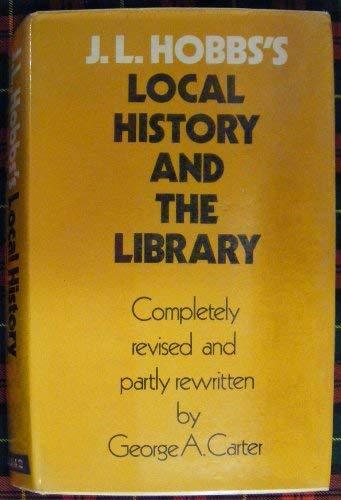 J. L. HOBBS'S
LOCAL
HISTORY
AND
THE
LIBRARY
Completely
revised and
partly rewritten
by
George A. Carter
J. L. Hobbs's Local History